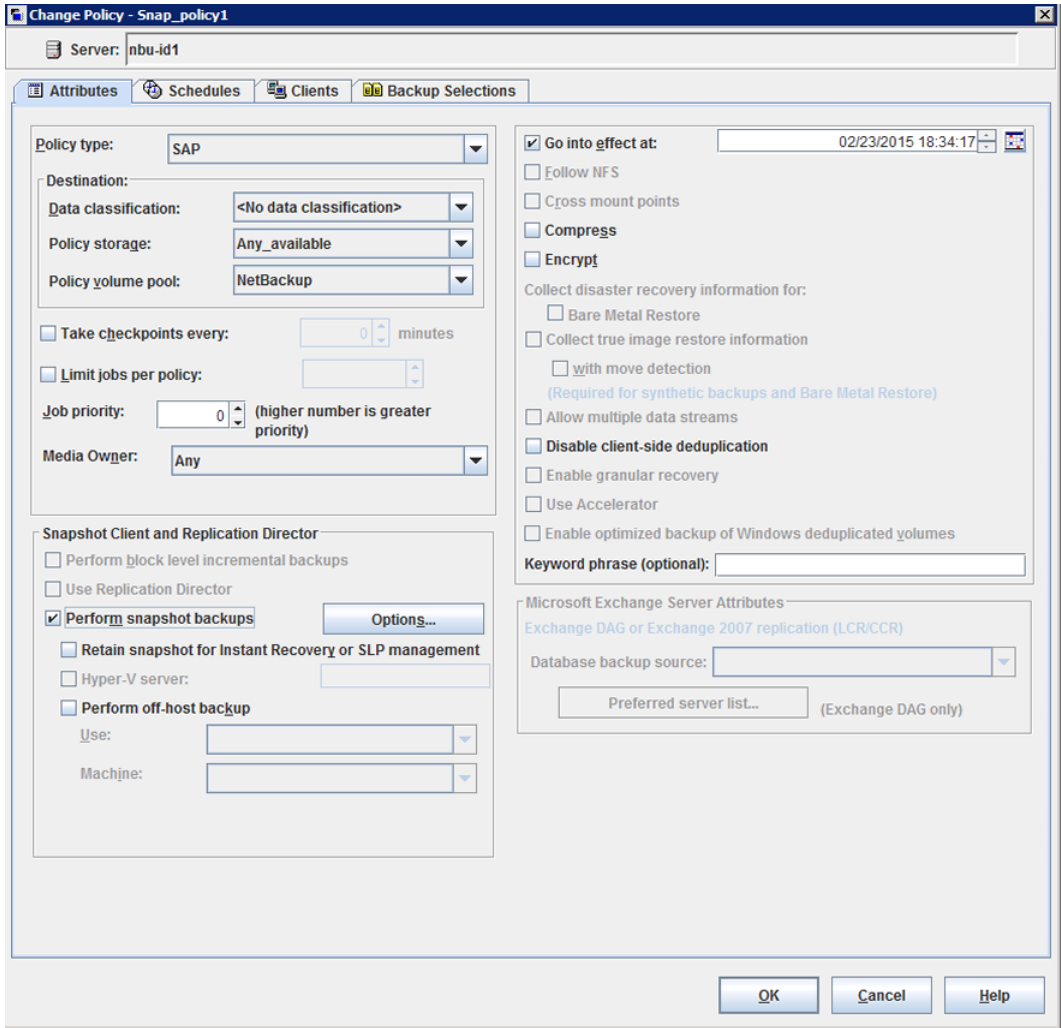 Change Policy - Snap_policy1
Server: nbu-id1
Attributes
Schedules
Clients
Backup Selections
Policy type: SAP
Destination:
Data classification: <No data classification>
Policy storage: Any_available
Policy volume pool: NetBackup
Take checkpoints every: 0 minutes
Limit jobs per policy:
Job priority: 0 (higher number is greater
priority)
Media Owner: Any
Snapshot Client and Replication Director
Perform block level incremental backups
Use Replication Director
Perform snapshot backups Options...
Retain snapshot for Instant Recovery or SLP management
Hyper-V server:
Perform off-host backup
Use:
Machine:
Go into effect at: 02/23/2015 18:34:17
Follow NFS
Cross mount points
Compress
Encrypt
Collect disaster recovery information for:
Bare Metal Restore
Collect true image restore information
with move detection
(Required for synthetic backups and Bare Metal Restore)
Allow multiple data streams
Disable client-side deduplication
Enable granular recovery
Use Accelerator
Enable optimized backup of Windows deduplicated volumes
Keyword phrase (optional):
Microsoft Exchange Server Attributes
Exchange DAG or Exchange 2007 replication (LCR/CCR)
Database backup source:
Preferred server list... (Exchange DAG only)
OK Cancel Help